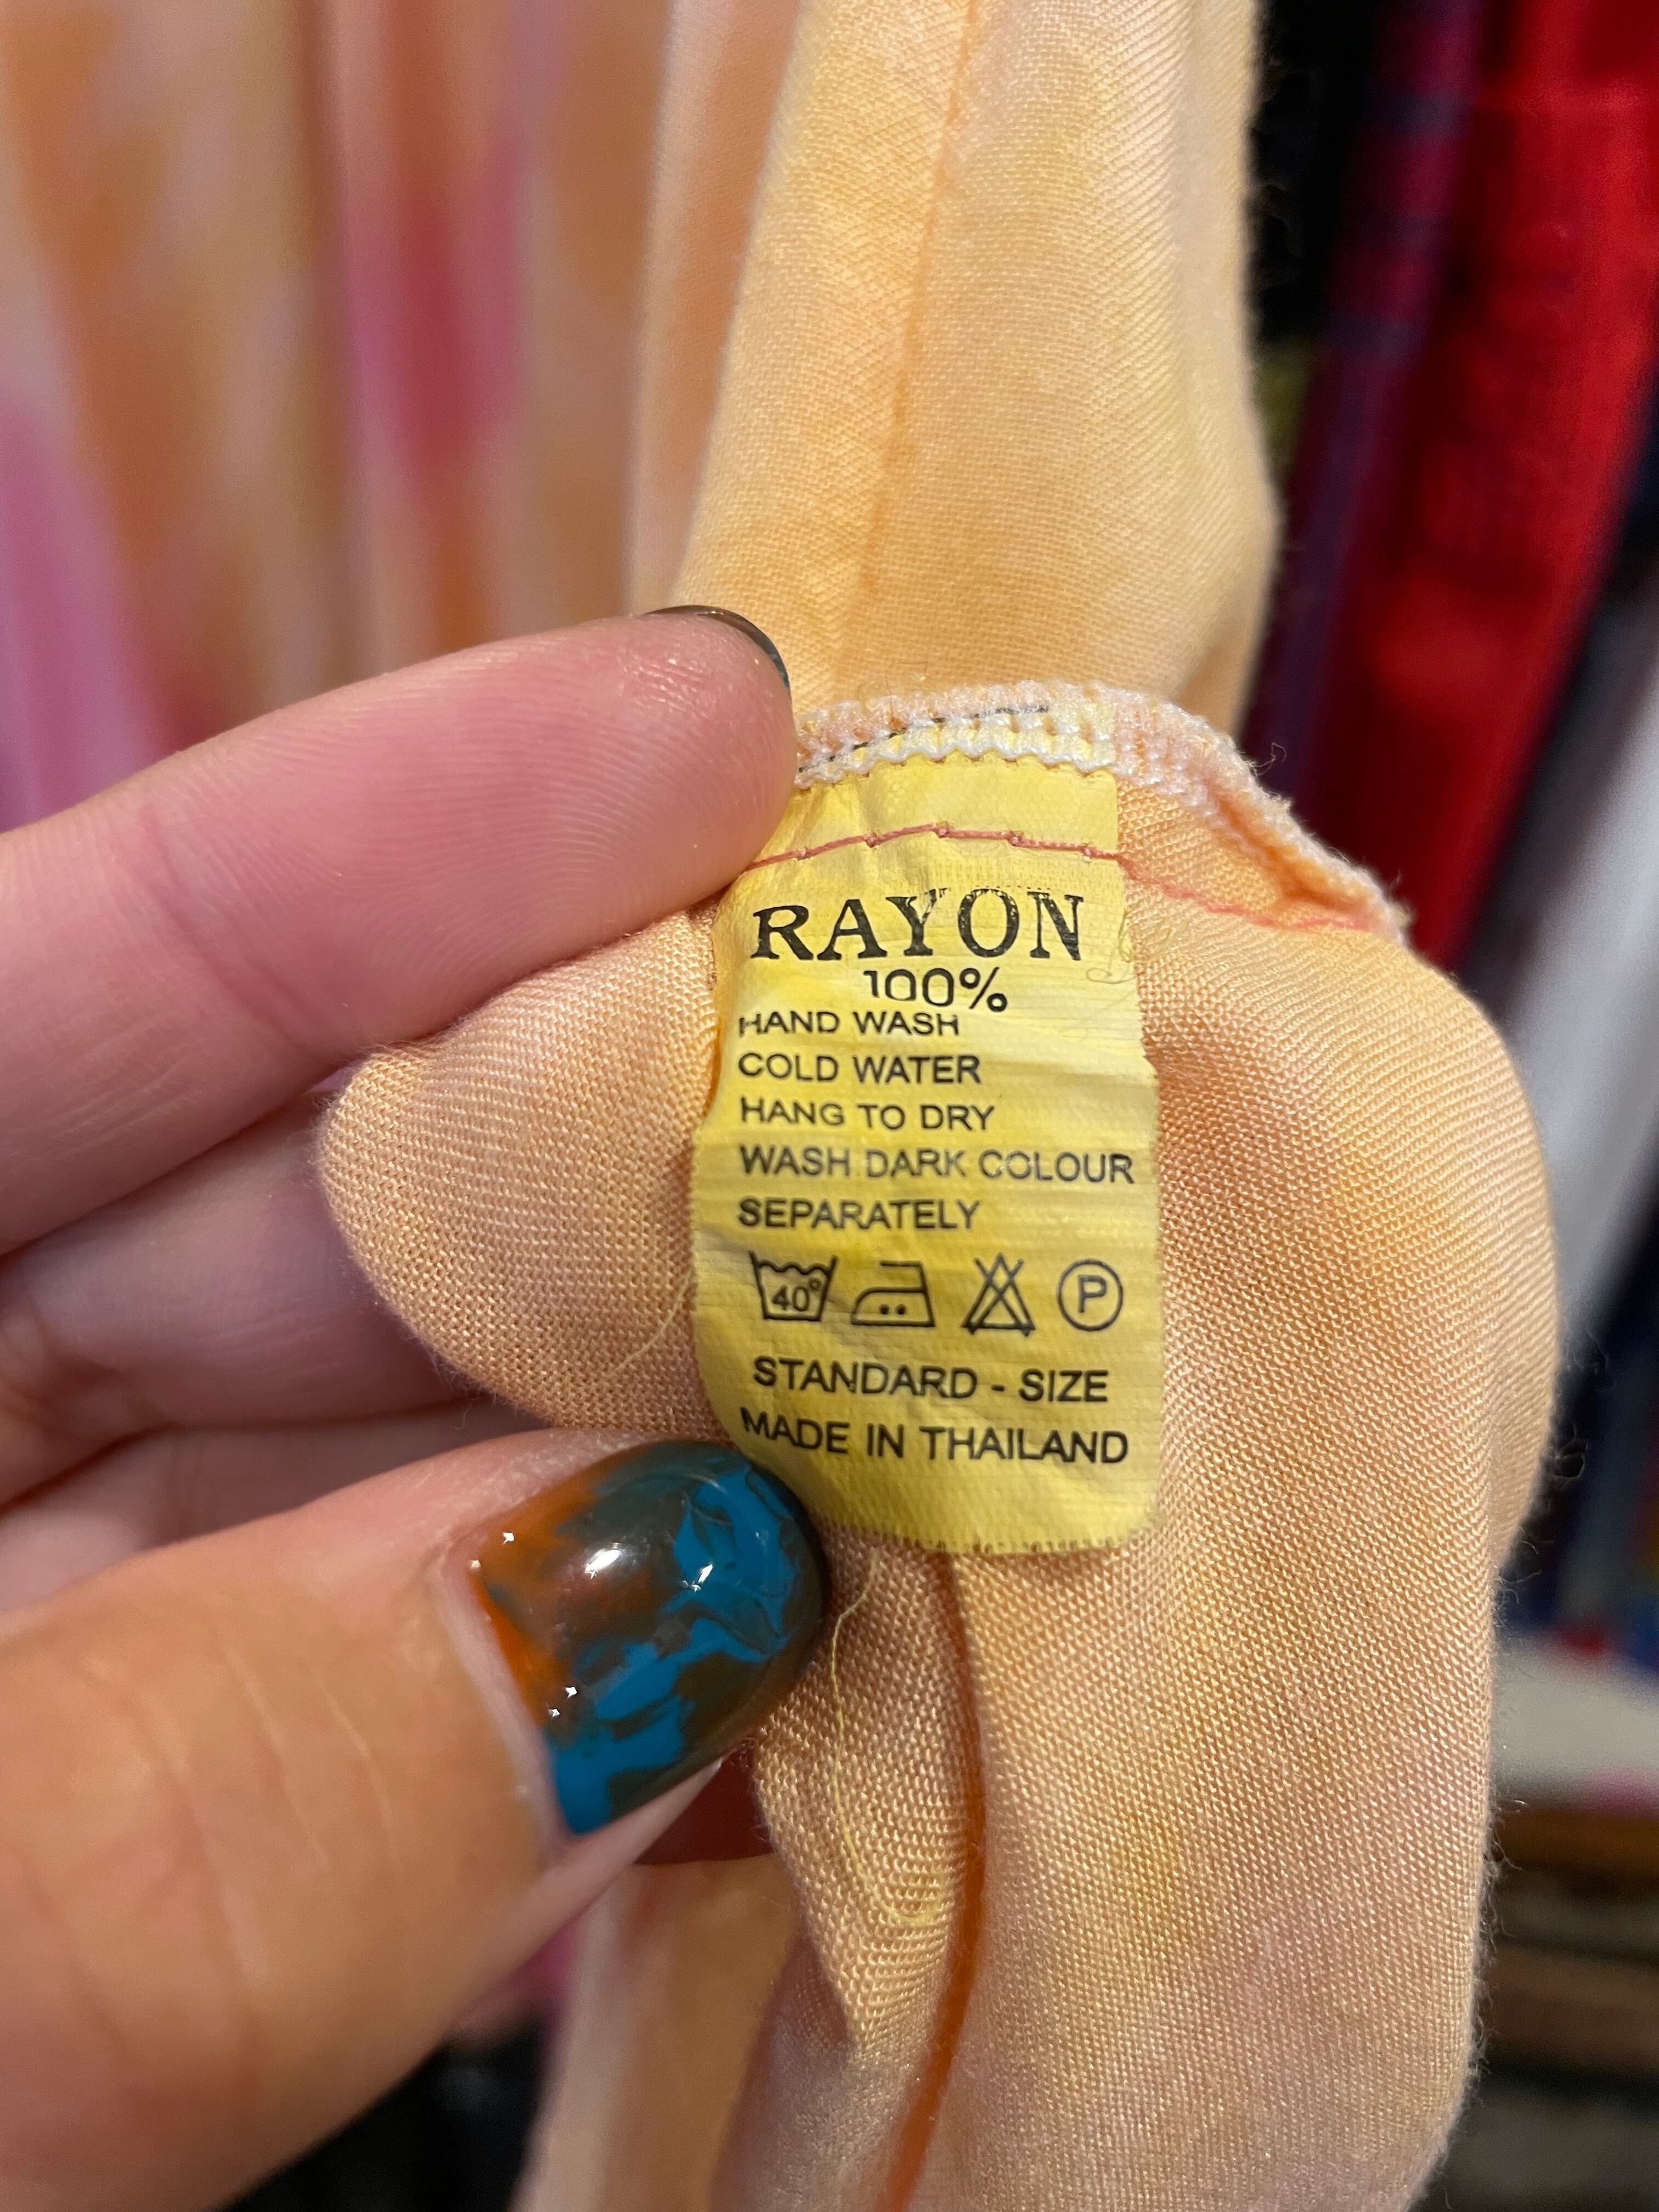 RAYON
100%
HAND WASH
COLD WATER
HANG TO DRY
WASH DARK COLOUR
SEPARATELY
40° P
STANDARD - SIZE
MADE IN THAILAND